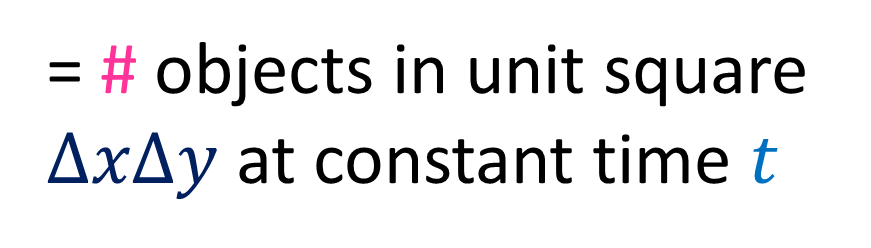 = # objects in unit square
ΔxΔy at constant time t